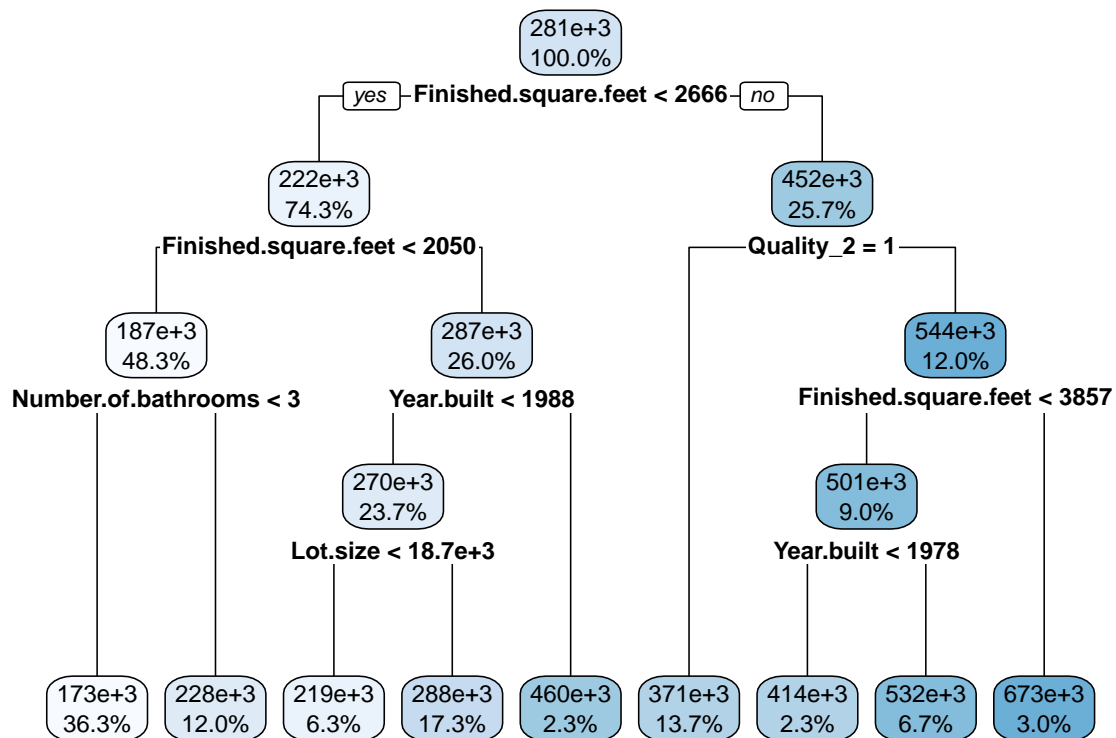 281e+3
100.0%
yes Finished.square.feet < 2666 no
222e+3 452e+3
74.3% 25.7%
Finished.square.feet < 2050 Quality_2 = 1
187e+3 287e+3 544e+3
48.3% 26.0% 12.0%
Number.of.bathrooms < 3 Year.built < 1988 Finished.square.feet < 3857
270e+3 501e+3
23.7% 9.0%
Lot.size < 18.7e+3 Year.built < 1978
173e+3 228e+3 219e+3 288e+3 460e+3 371e+3 414e+3 532e+3 673e+3
36.3% 12.0% 6.3% 17.3% 2.3% 13.7% 2.3% 6.7% 3.0%